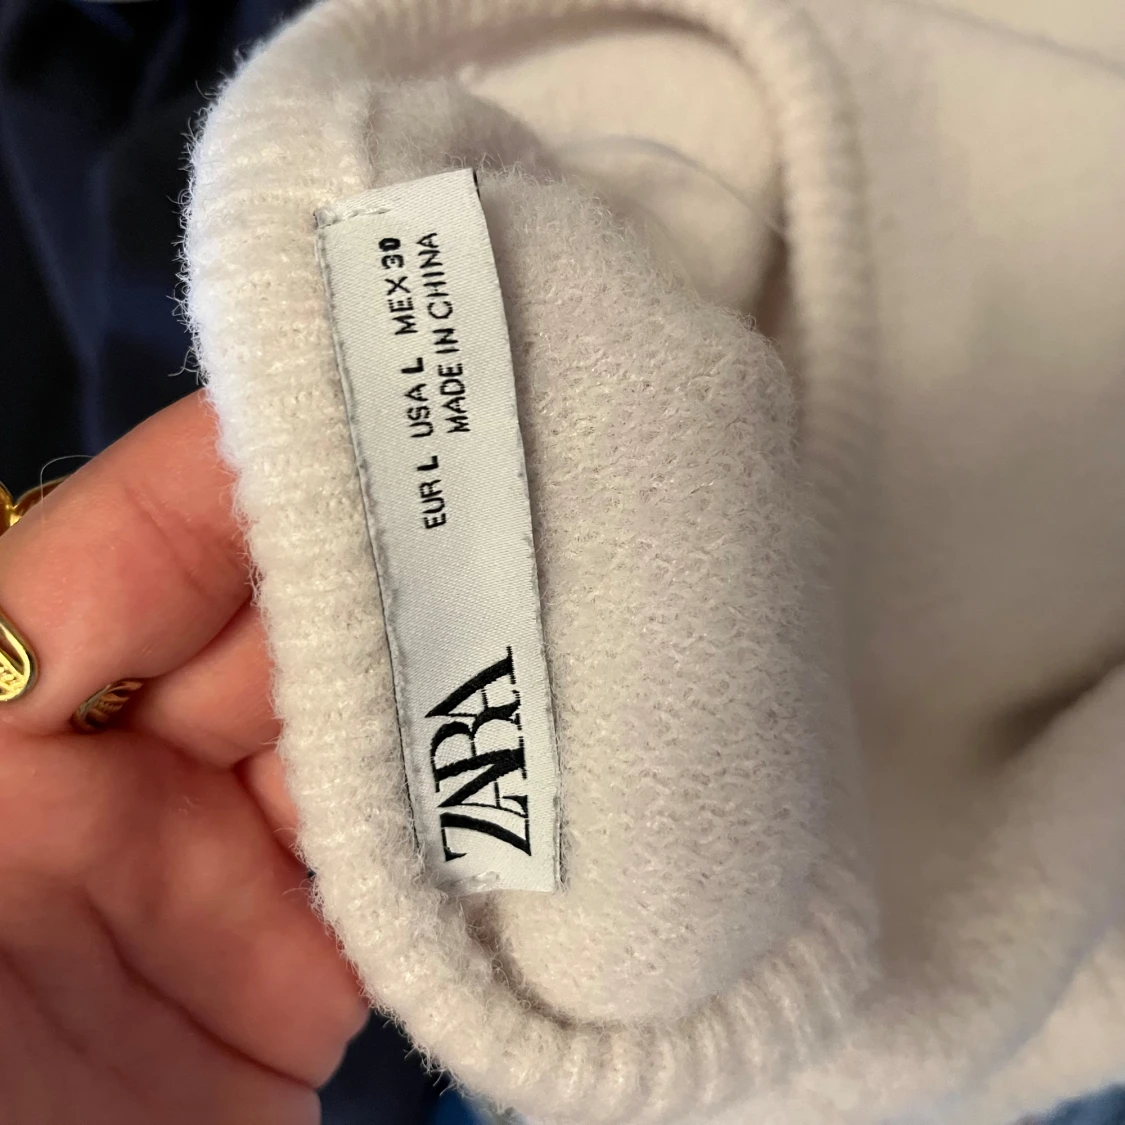 ZARA
EUR L USA L MEX 30
MADE IN CHINA